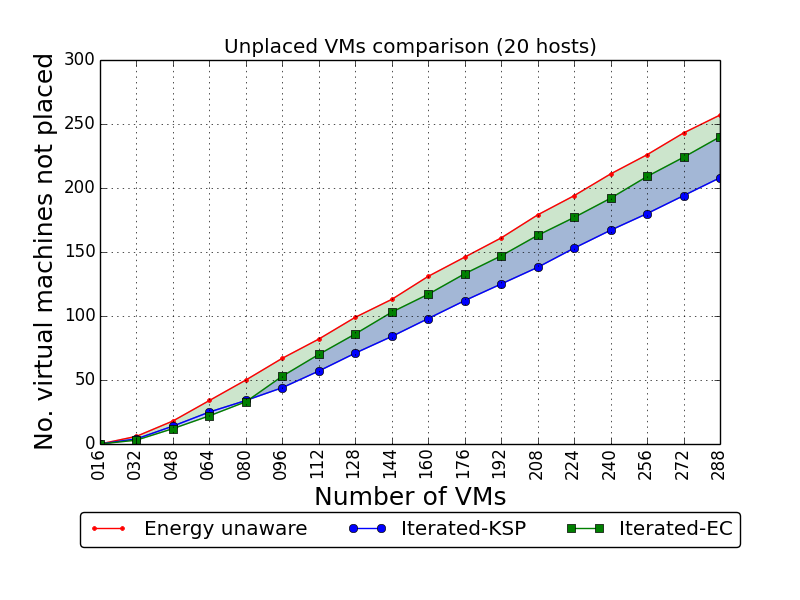 Unplaced VMs comparison (20 hosts)
No. virtual machines not placed
300
250
200
150
100
50
0
016 032 048 064 080 096 112 128 144 160 176 192 208 224 240 256 272 288
Number of VMs
Energy unaware Iterated-KSP Iterated-EC